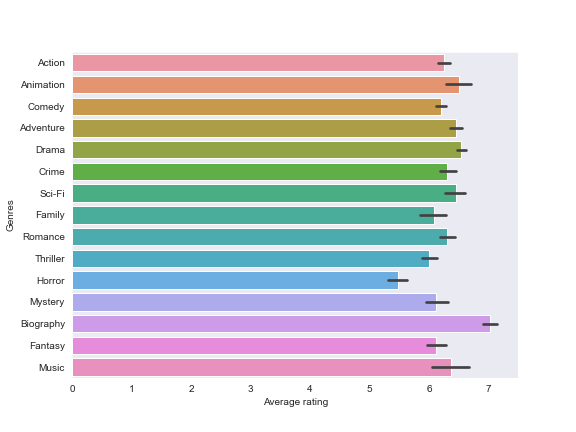 Action
Animation
Comedy
Adventure
Drama
Crime
Sci-Fi
Family
Romance
Thriller
Horror
Mystery
Biography
Fantasy
Music
Genres
0 1 2 3 4 5 6 7
Average rating